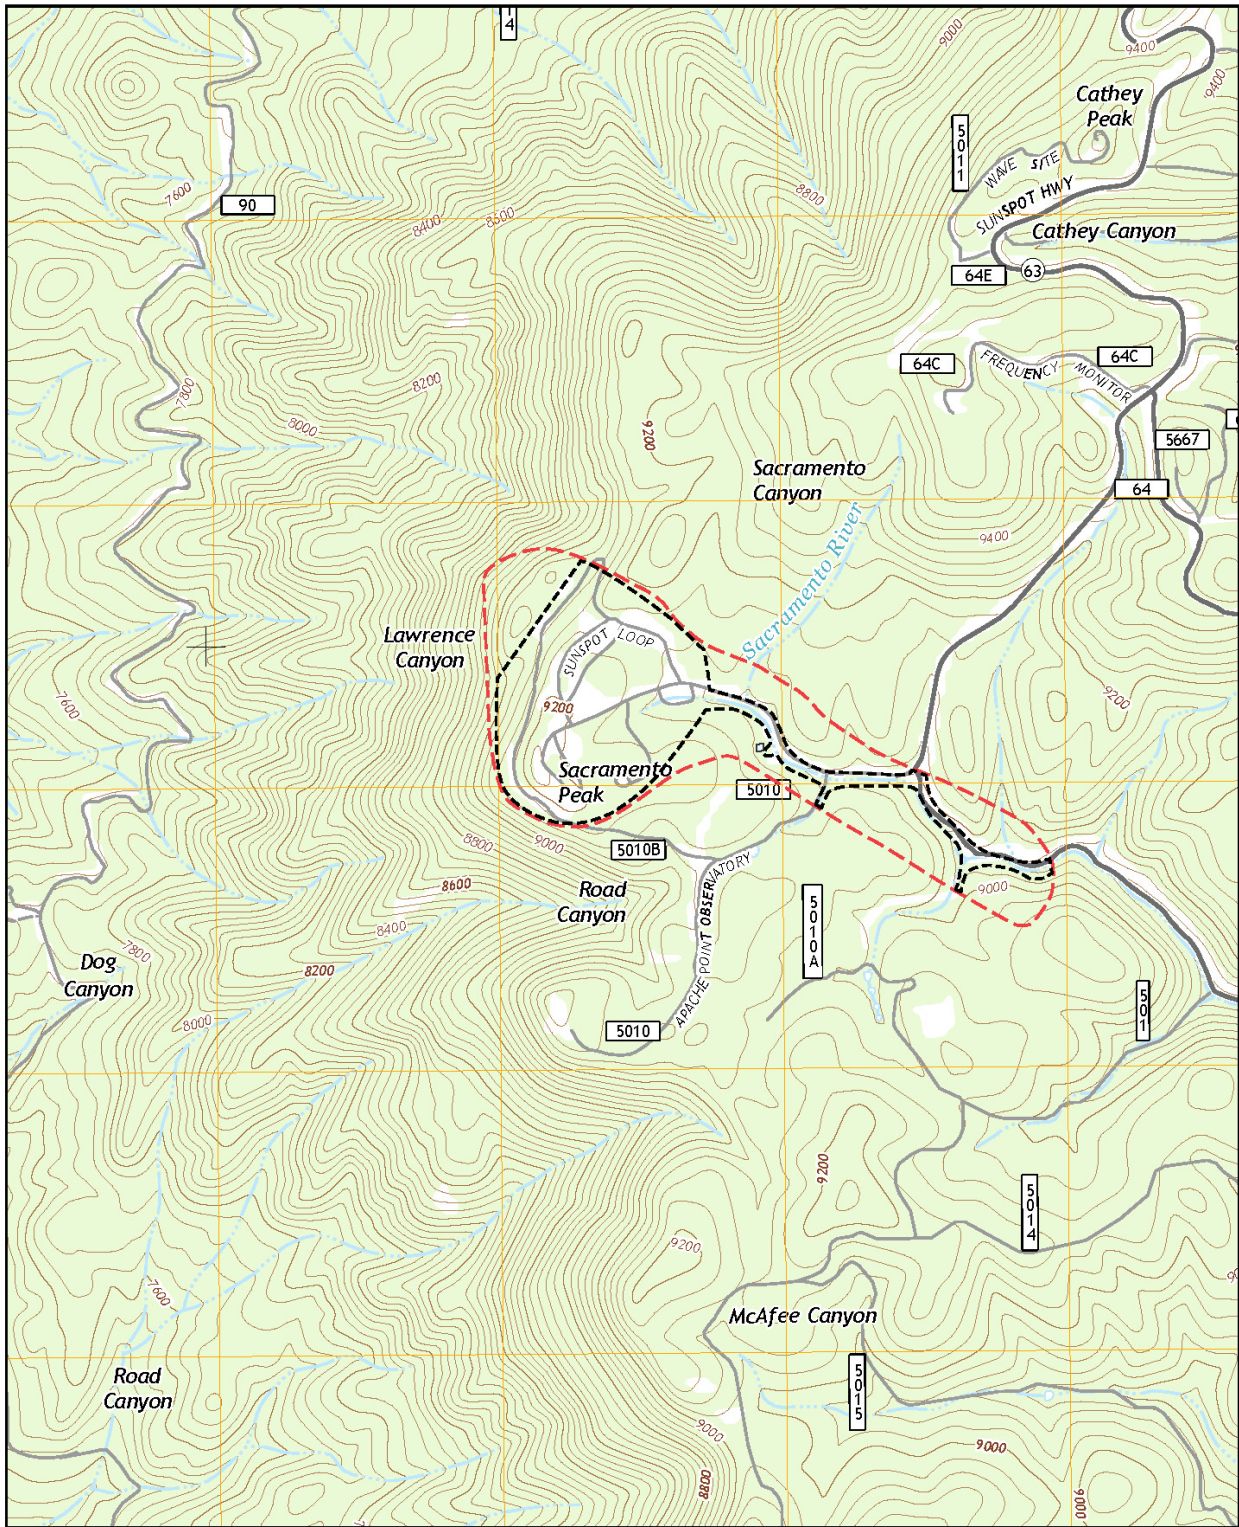 14
9000
9400
9400
Cathey
Peak
5011
WAVE SITE
7600
8800
90
SUNSPOT HWY
8400
8600
Cathey Canyon
64E
63
64C
64C
FREQUENCY MONITOR
8200
7800
8000
9200
5667
Sacramento
Canyon
64
9400
Sacramento River
Lawrence
Canyon
SUNSPOT LOOP
9200
7600
9200
Sacramento
Peak
5010
8800
9000
5010B
APACHE POINT OBSERVATORY
8600
Road
Canyon
9000
5010A
8400
7800
Dog
Canyon
8200
501
8000
5010
9200
5014
9200
7600
McAfee Canyon
Road
Canyon
5015
9000
9000
8800
9000